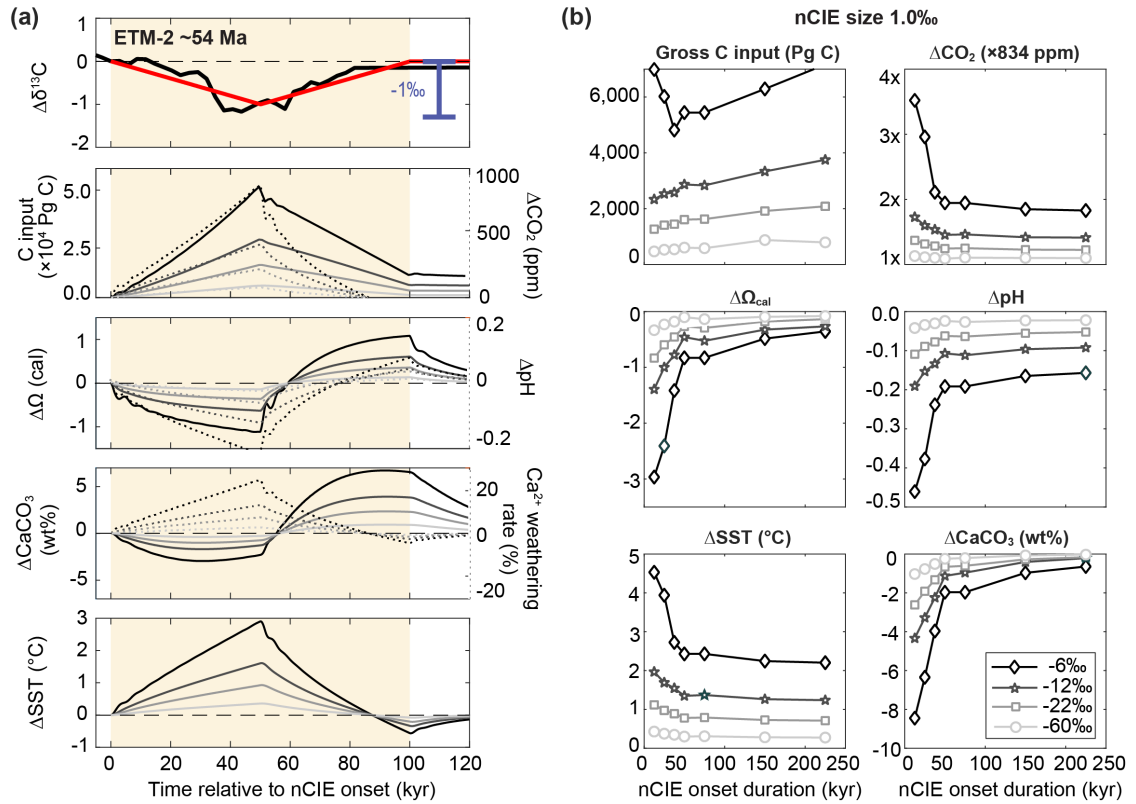 (a)
ETM-2 ~54 Ma
1
0
-1
-2
Δδ¹³C
-1‰
5.0
2.5
0.0
C input
(×10⁴ Pg C)
1000
500
0
ΔCO₂
(ppm)
1
0
-1
ΔΩ (cal)
0.2
0
-0.2
ΔpH
5
0
-5
ΔCaCO₃
(wt%)
20
0
-20
Ca²⁺ weathering
rate (%)
3
2
1
0
-1
ΔSST (°C)
0 20 40 60 80 100 120
Time relative to nCIE onset (kyr)
(b)
nCIE size 1.0‰
Gross C input (Pg C)
6,000
4,000
2,000
0
ΔCO₂ (×834 ppm)
4x
3x
2x
1x
ΔΩcal
0
-1
-2
-3
ΔpH
0.0
-0.1
-0.2
-0.3
-0.4
-0.5
ΔSST (°C)
5
4
3
2
1
0
0 50 100 150 200 250
nCIE onset duration (kyr)
ΔCaCO₃ (wt%)
0
-2
-4
-6
-8
-10
-6‰
-12‰
-22‰
-60‰
0 50 100 150 200 250
nCIE onset duration (kyr)